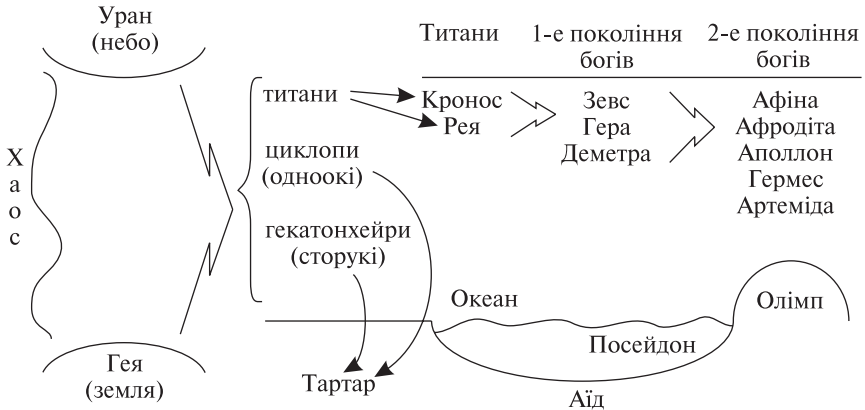 Уран
(небо)
Хаос
Гея
(земля)
титани
циклопи
(одноокі)
гекатонхейри
(сторукі)
Тартар
Титани
1-е покоління
богів
2-е покоління
богів
Кронос
Рея
Зевс
Гера
Деметра
Афіна
Афродіта
Аполлон
Гермес
Артеміда
Океан
Посейдон
Аїд
Олімп